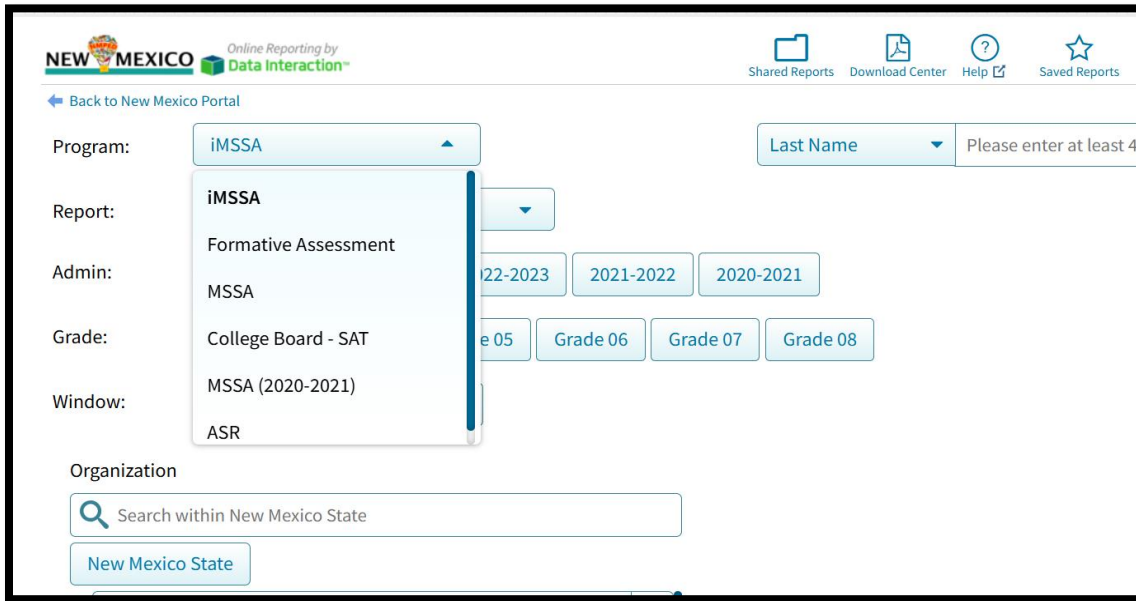 NEW MEXICO
Online Reporting by
Data Interaction
Shared Reports
Download Center
Help
Saved Reports
Back to New Mexico Portal
Program:
iMSSA
Last Name
Please enter at least 4
iMSSA
Report:
Formative Assessment
Admin:
22-2023
2021-2022
2020-2021
MSSA
Grade:
College Board - SAT
e 05
Grade 06
Grade 07
Grade 08
MSSA (2020-2021)
Window:
ASR
Organization
Search within New Mexico State
New Mexico State